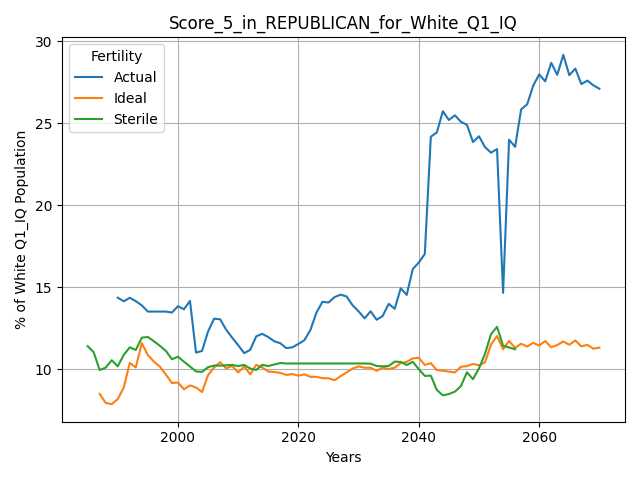 Score_5_in_REPUBLICAN_for_White_Q1_IQ
Fertility
Actual
Ideal
Sterile
% of White Q1_IQ Population
30
25
20
15
10
2000
2020
2040
2060
Years